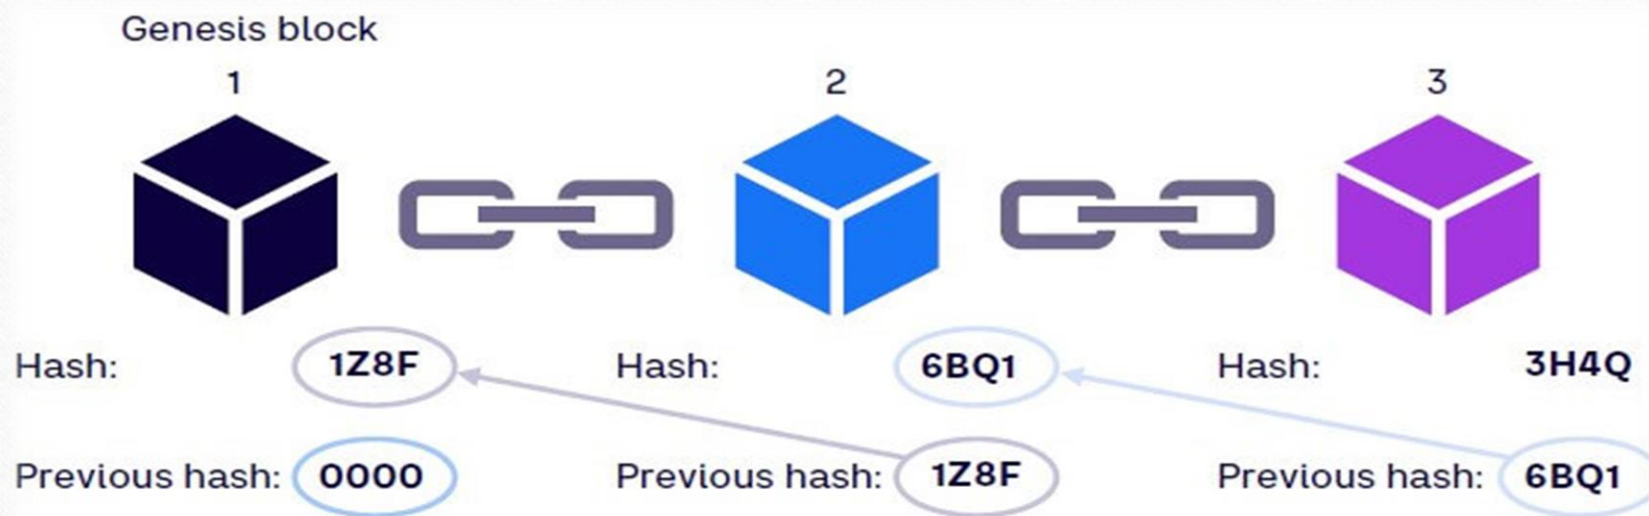 Genesis block
1 2 3
Hash: 1Z8F Hash: 6BQ1 Hash: 3H4Q
Previous hash: 0000 Previous hash: 1Z8F Previous hash: 6BQ1